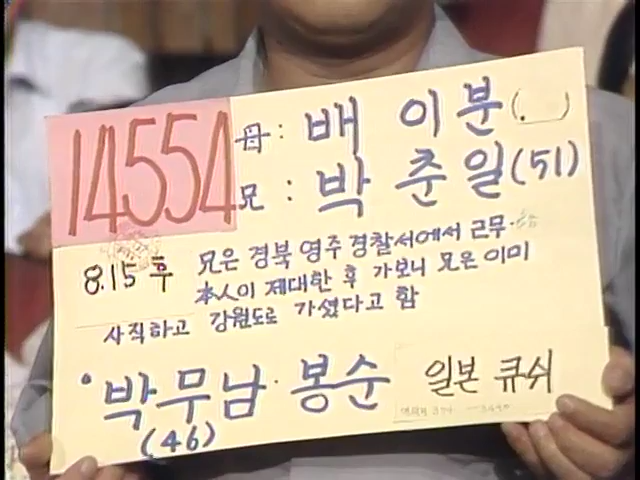 14554
母: 배 이분( )
兄: 박 춘일(51)
8.15 후 兄은 경북 영주 경찰서에서 근무.
本人이 제대한 후 가보니 兄은 이미
사직하고 강원도로 가셨다고 함
• 박무남·봉순
(46)
일본 큐쉬